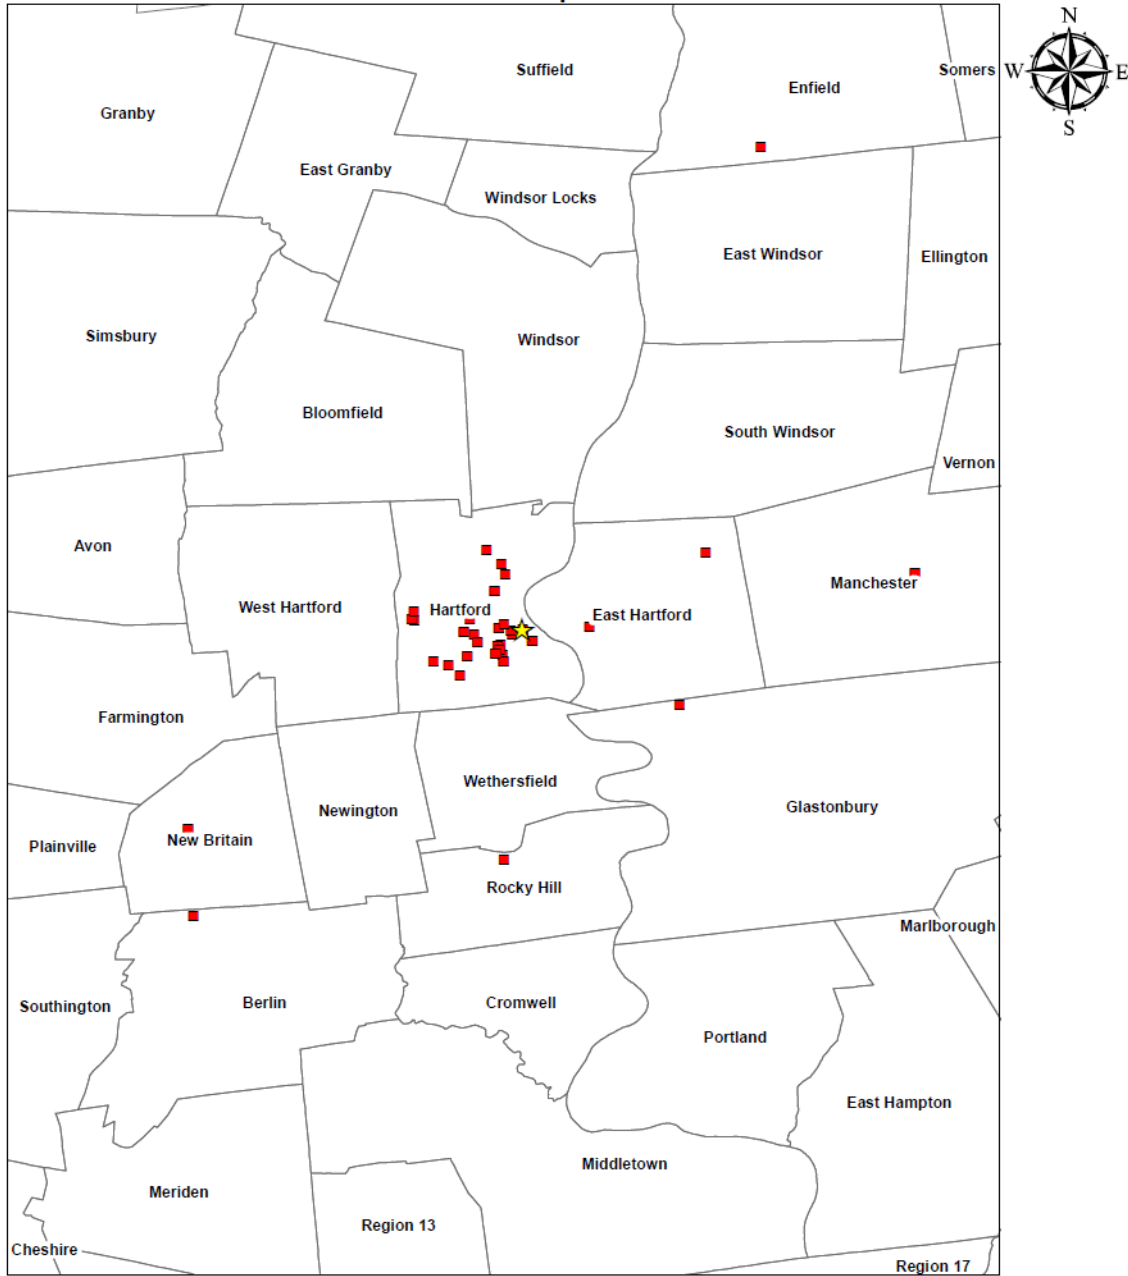 N
Suffield
Somers
W
E
Enfield
Granby
S
East Granby
Windsor Locks
East Windsor
Ellington
Simsbury
Windsor
Bloomfield
South Windsor
Vernon
Avon
Manchester
West Hartford
Hartford
East Hartford
Farmington
Wethersfield
Glastonbury
Newington
New Britain
Plainville
Rocky Hill
Marlborough
Berlin
Cromwell
Southington
Portland
East Hampton
Middletown
Meriden
Region 13
Cheshire
Region 17